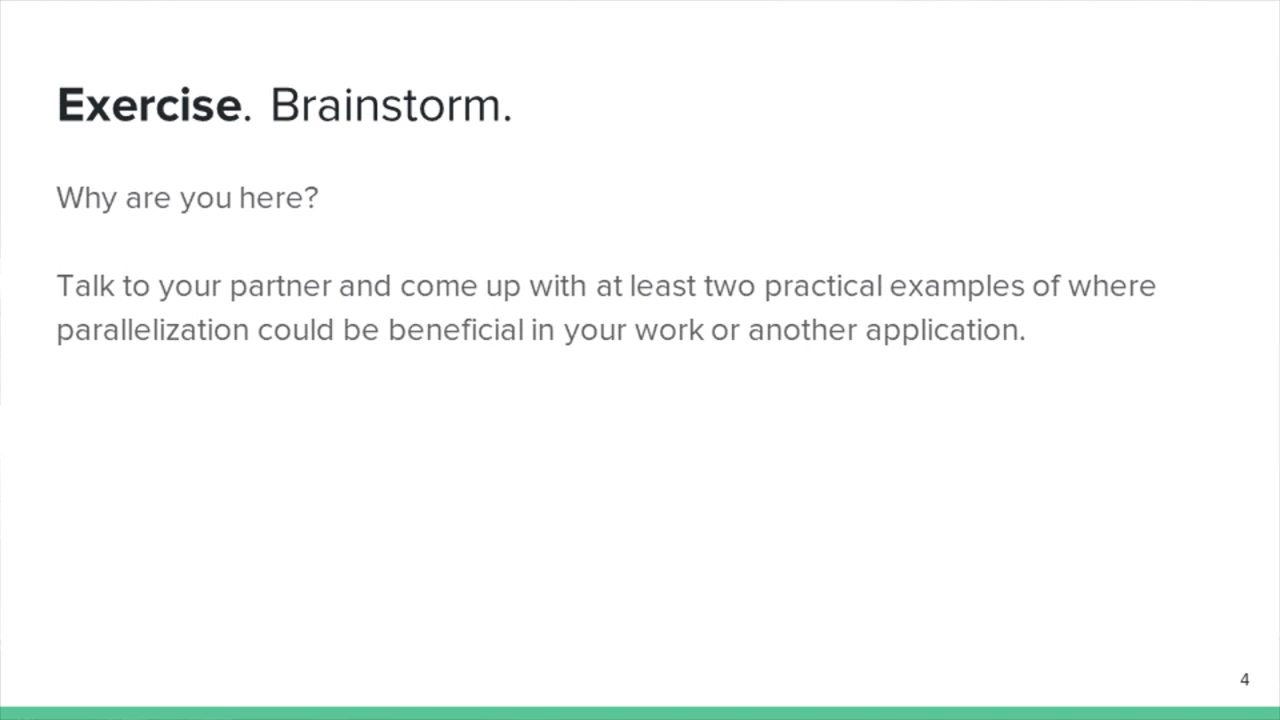 Exercise. Brainstorm.
Why are you here?
Talk to your partner and come up with at least two practical examples of where
parallelization could be beneficial in your work or another application.
4